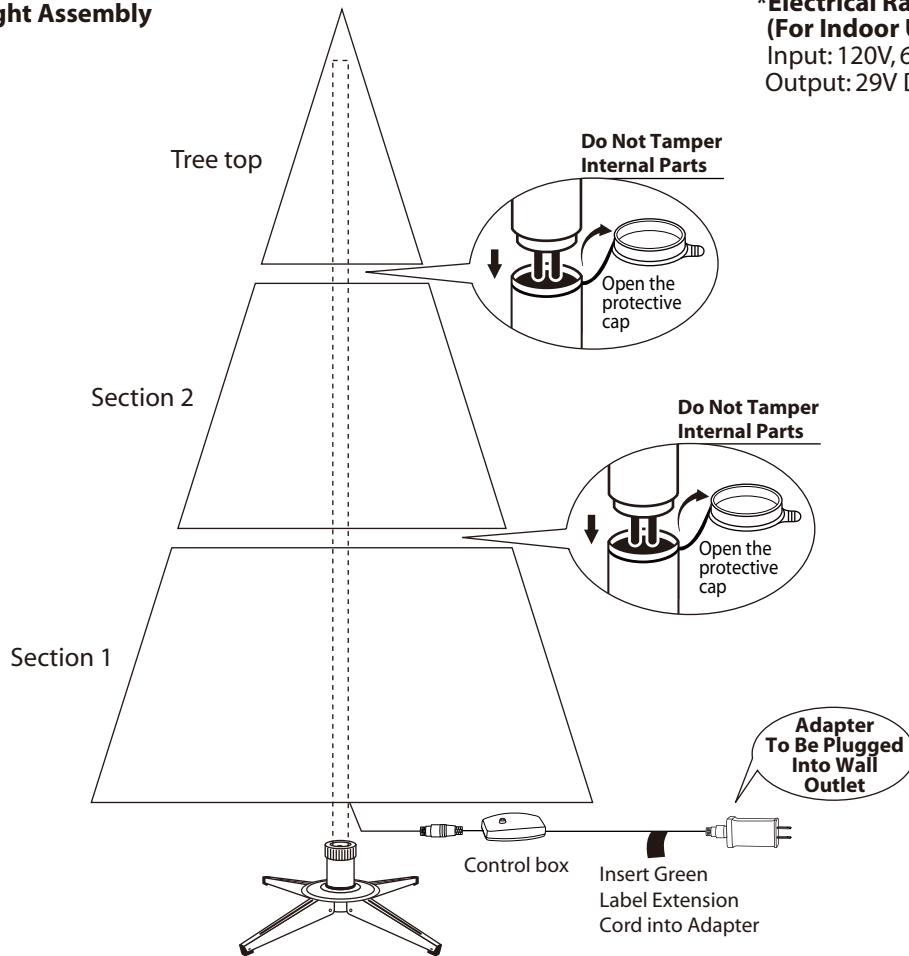 ght Assembly
*Electrical Ra
(For Indoor U
Input: 120V, 6
Output: 29V D
Tree top
Do Not Tamper
Internal Parts
Open the
protective
cap
Section 2
Do Not Tamper
Internal Parts
Open the
protective
cap
Section 1
Adapter
To Be Plugged
Into Wall
Outlet
Control box
Insert Green
Label Extension
Cord into Adapter